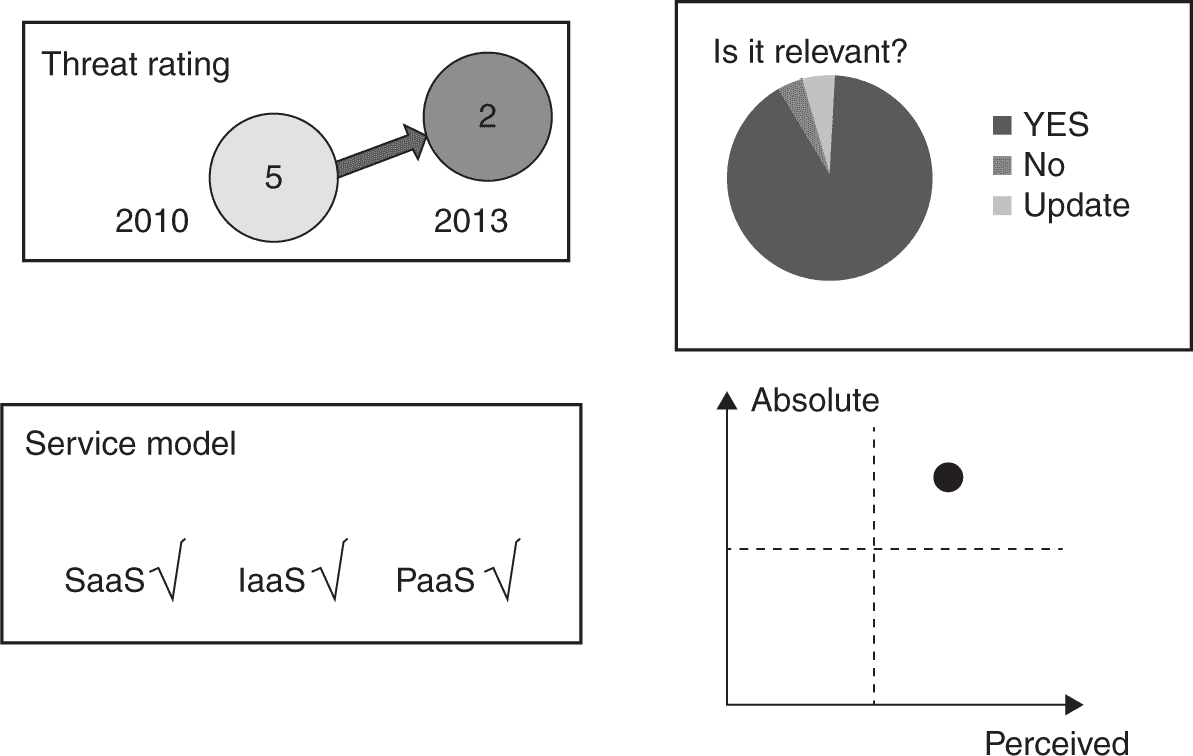 Threat rating
5
2
2010
2013
Is it relevant?
YES
No
Update
Service model
SaaS√ IaaS√ PaaS√
Absolute
Perceived